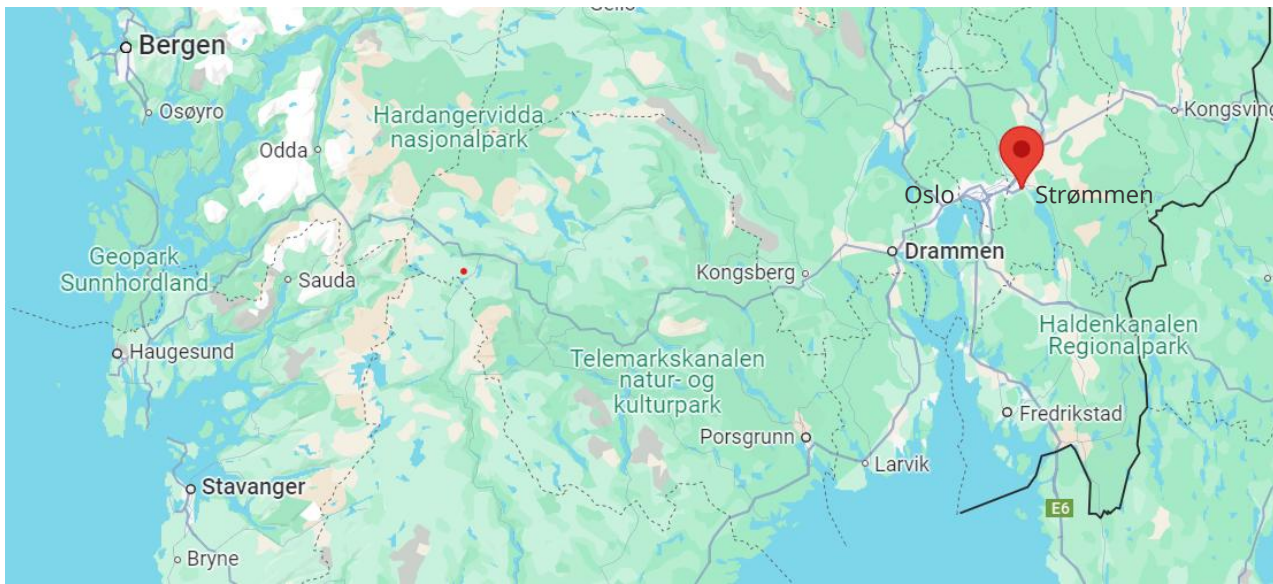 Bergen
Osøyro
Hardangervidda
nasjonalpark
Odda
Kongsving
Oslo
Strømmen
Geopark
Sunnhordland
Sauda
Kongsberg
Drammen
Haugesund
Telemarkskanalen
natur- og
kulturpark
Haldenkanalen
Regionalpark
Fredrikstad
Porsgrunn
Larvik
Stavanger
E6
Bryne